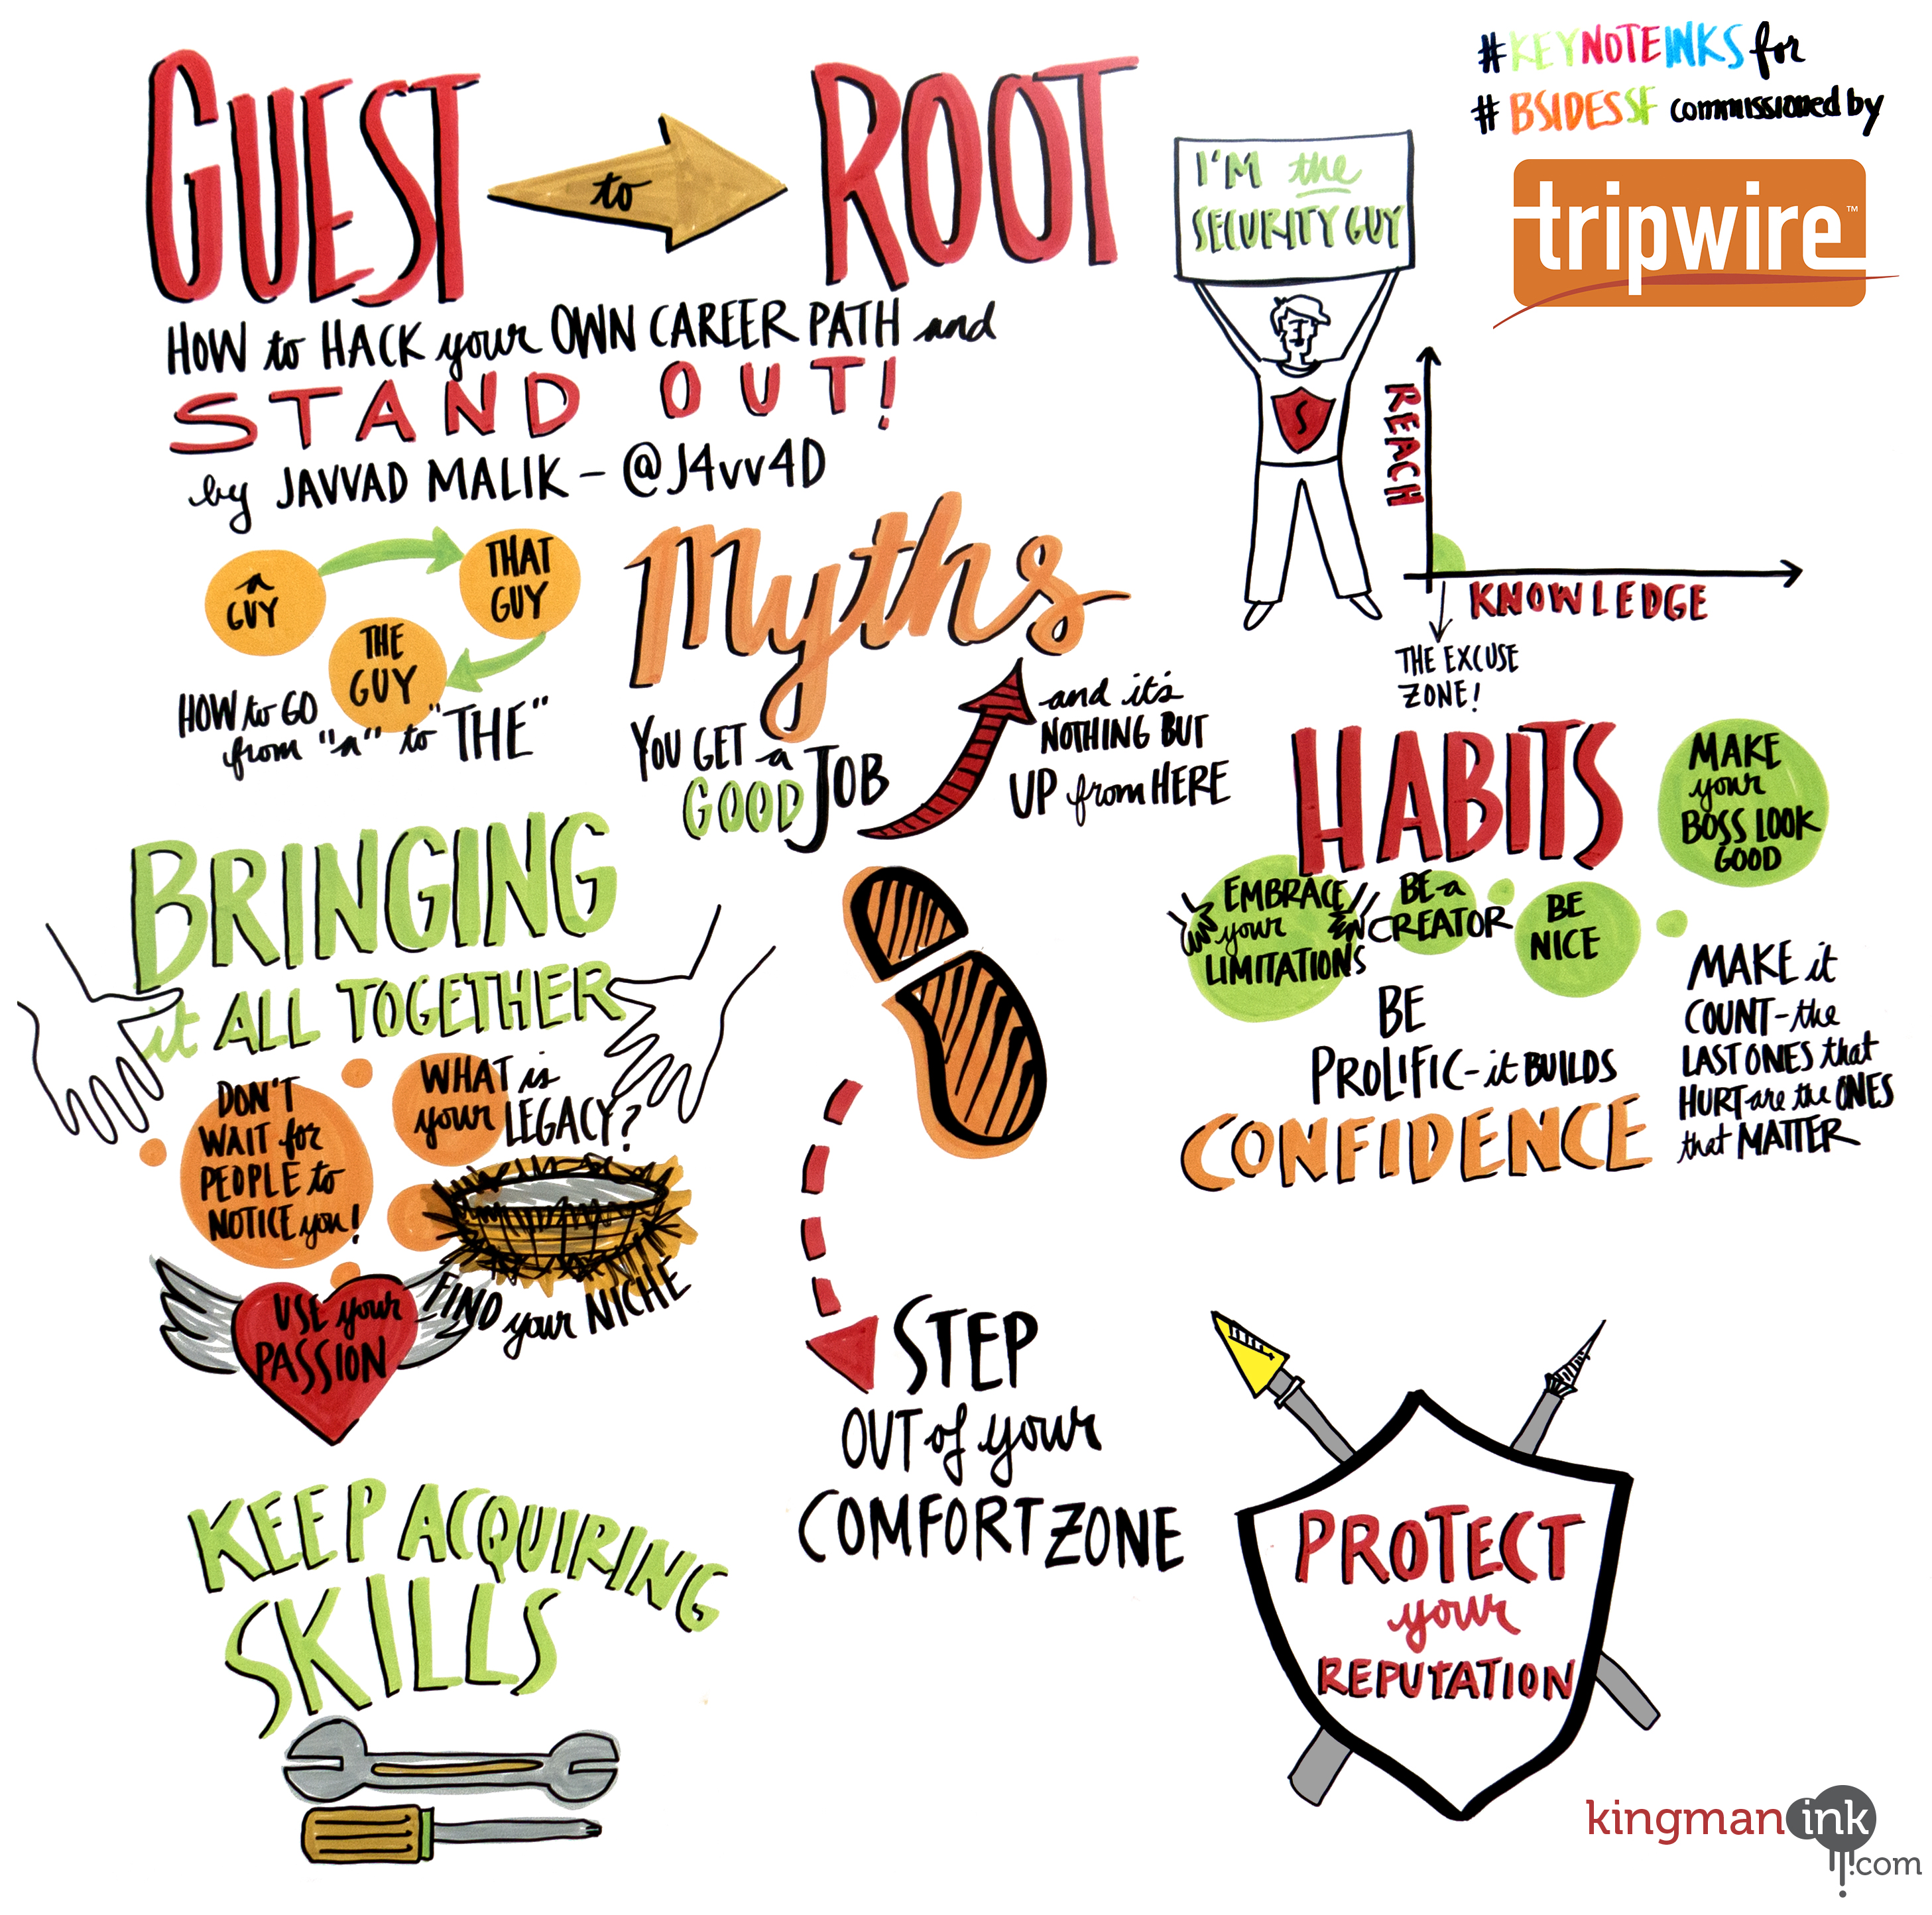 GUEST to ROOT
HOW to HACK your OWN CAREER PATH and
STAND OUT!
by JAVVAD MALIK - @J4vv4D
#KEYNOTEINKS for
#BSIDESSF commissioned by
tripwire™
I'M the
SECURITY GUY
S
REACH
KNOWLEDGE
THE EXCUSE
ZONE!
a
GUY
THAT
GUY
THE
GUY
HOW to GO
from "a" to "THE"
Myths
YOU GET a
GOOD JOB
and it's
NOTHING BUT
UP from HERE
HABITS
MAKE
your
BOSS LOOK
GOOD
EMBRACE
your
LIMITATIONS
BE a
CREATOR
BE
NICE
BE
PROLIFIC - it BUILDS
CONFIDENCE
MAKE it
COUNT - the
LAST ONES that
HURT are the ONES
that MATTER
BRINGING
it ALL TOGETHER
DON'T
WAIT for
PEOPLE to
NOTICE you!
WHAT is
your LEGACY?
FIND your NICHE
USE your
PASSION
STEP
OUT of your
COMFORT ZONE
KEEP ACQUIRING
SKILLS
PROTECT
your
REPUTATION
kingmanink
.com